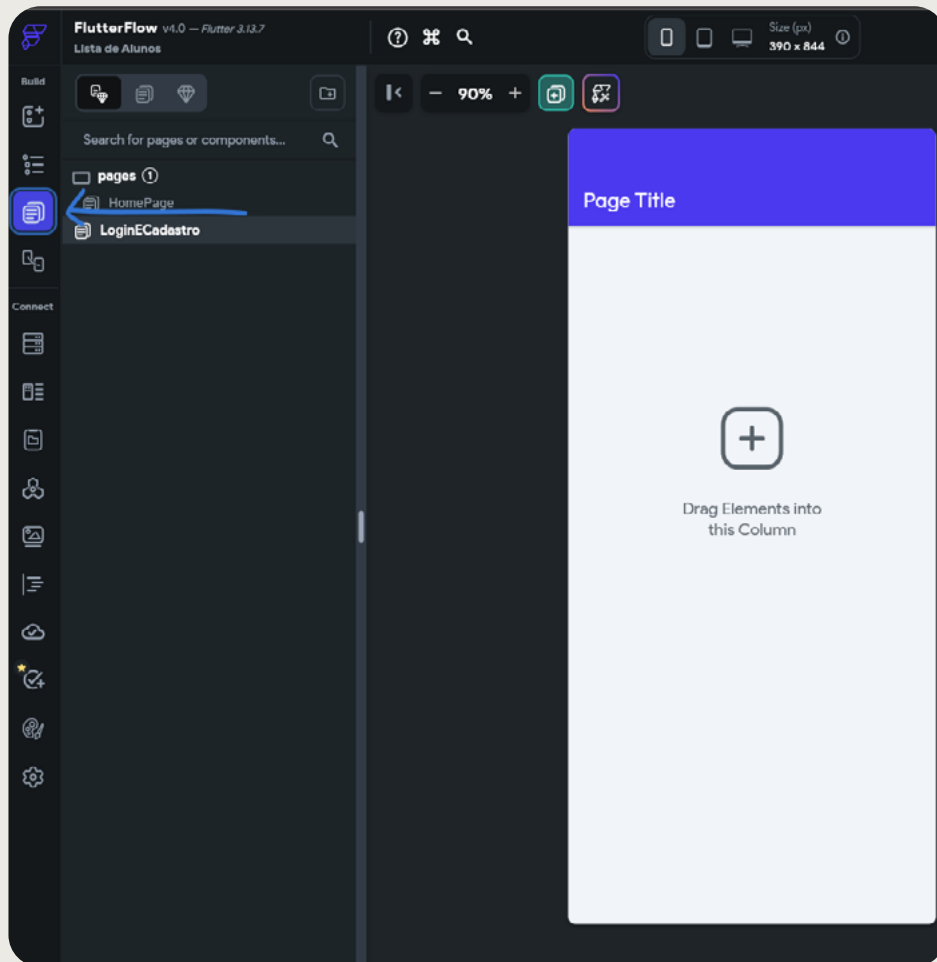 FlutterFlow v4.0 — Flutter 3.13.7
Lista de Alunos
Size (px)
390 x 844
Build
90%
Search for pages or components...
pages 1
HomePage
LoginECadastro
Connect
Page Title
Drag Elements into
this Column